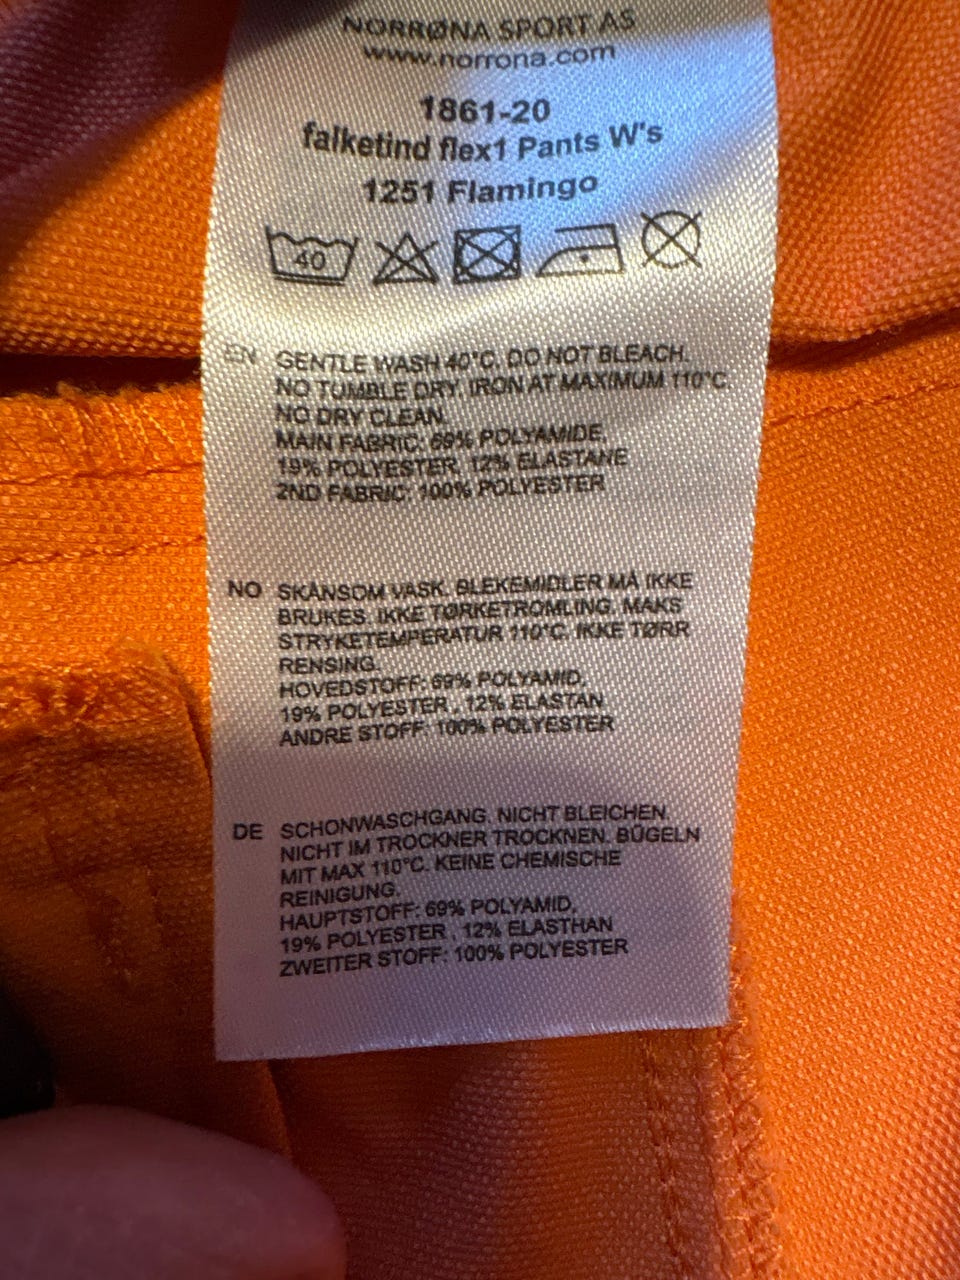 NORRØNA SPORT AS
www.norrona.com
1861-20
falketind flex1 Pants W's
1251 Flamingo
40
EN GENTLE WASH 40°C. DO NOT BLEACH.
NO TUMBLE DRY. IRON AT MAXIMUM 110°C.
NO DRY CLEAN.
MAIN FABRIC: 69% POLYAMIDE,
19% POLYESTER, 12% ELASTANE
2ND FABRIC: 100% POLYESTER
NO SKÅNSOM VASK. BLEKEMIDLER MÅ IKKE
BRUKES. IKKE TØRKETROMLING. MAKS
STRYKETEMPERATUR 110°C. IKKE TØRR
RENSING.
HOVEDSTOFF: 69% POLYAMID,
19% POLYESTER , 12% ELASTAN
ANDRE STOFF: 100% POLYESTER
DE SCHONWASCHGANG. NICHT BLEICHEN.
NICHT IM TROCKNER TROCKNEN. BÜGELN
MIT MAX 110°C. KEINE CHEMISCHE
REINIGUNG.
HAUPTSTOFF: 69% POLYAMID,
19% POLYESTER , 12% ELASTHAN
ZWEITER STOFF: 100% POLYESTER